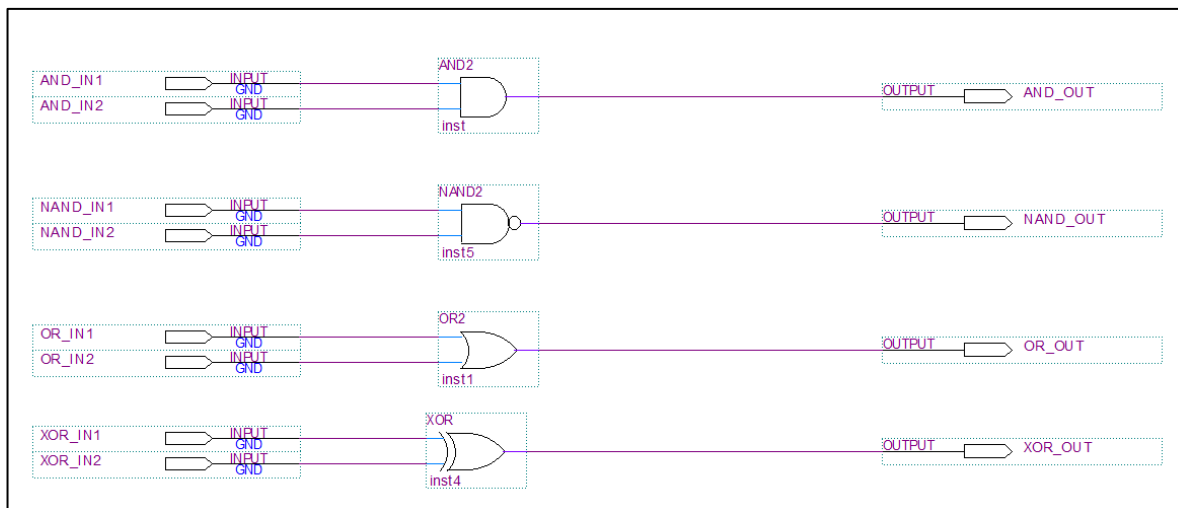 AND2
AND_IN1 INPUT OUTPUT AND_OUT
GND
AND_IN2 INPUT
GND
inst
NAND2
NAND_IN1 INPUT OUTPUT NAND_OUT
GND
NAND_IN2 INPUT
GND
inst5
OR2
OR_IN1 INPUT OUTPUT OR_OUT
GND
OR_IN2 INPUT
GND
inst1
XOR
XOR_IN1 INPUT OUTPUT XOR_OUT
GND
XOR_IN2 INPUT
GND
inst4